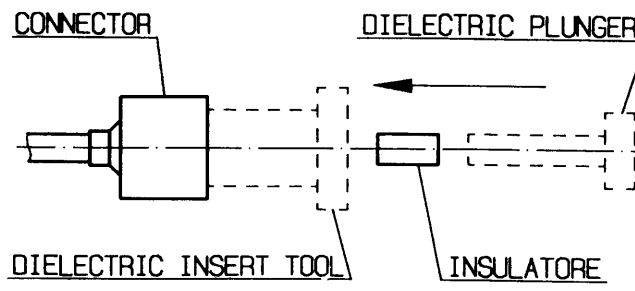 CONNECTOR
DIELECTRIC PLUNGER
DIELECTRIC INSERT TOOL
INSULATORE